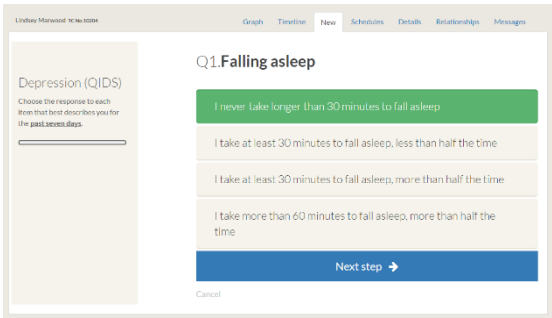 Lindsey Marwood TC No.10204
Graph Timeline New Schedules Details Relationships Messages
Depression (QIDS)
Choose the response to each
item that best describes you for
the past seven days.
Q1.Falling asleep
I never take longer than 30 minutes to fall asleep
I take at least 30 minutes to fall asleep, less than half the time
I take at least 30 minutes to fall asleep, more than half the time
I take more than 60 minutes to fall asleep, more than half the
time
Next step
Cancel